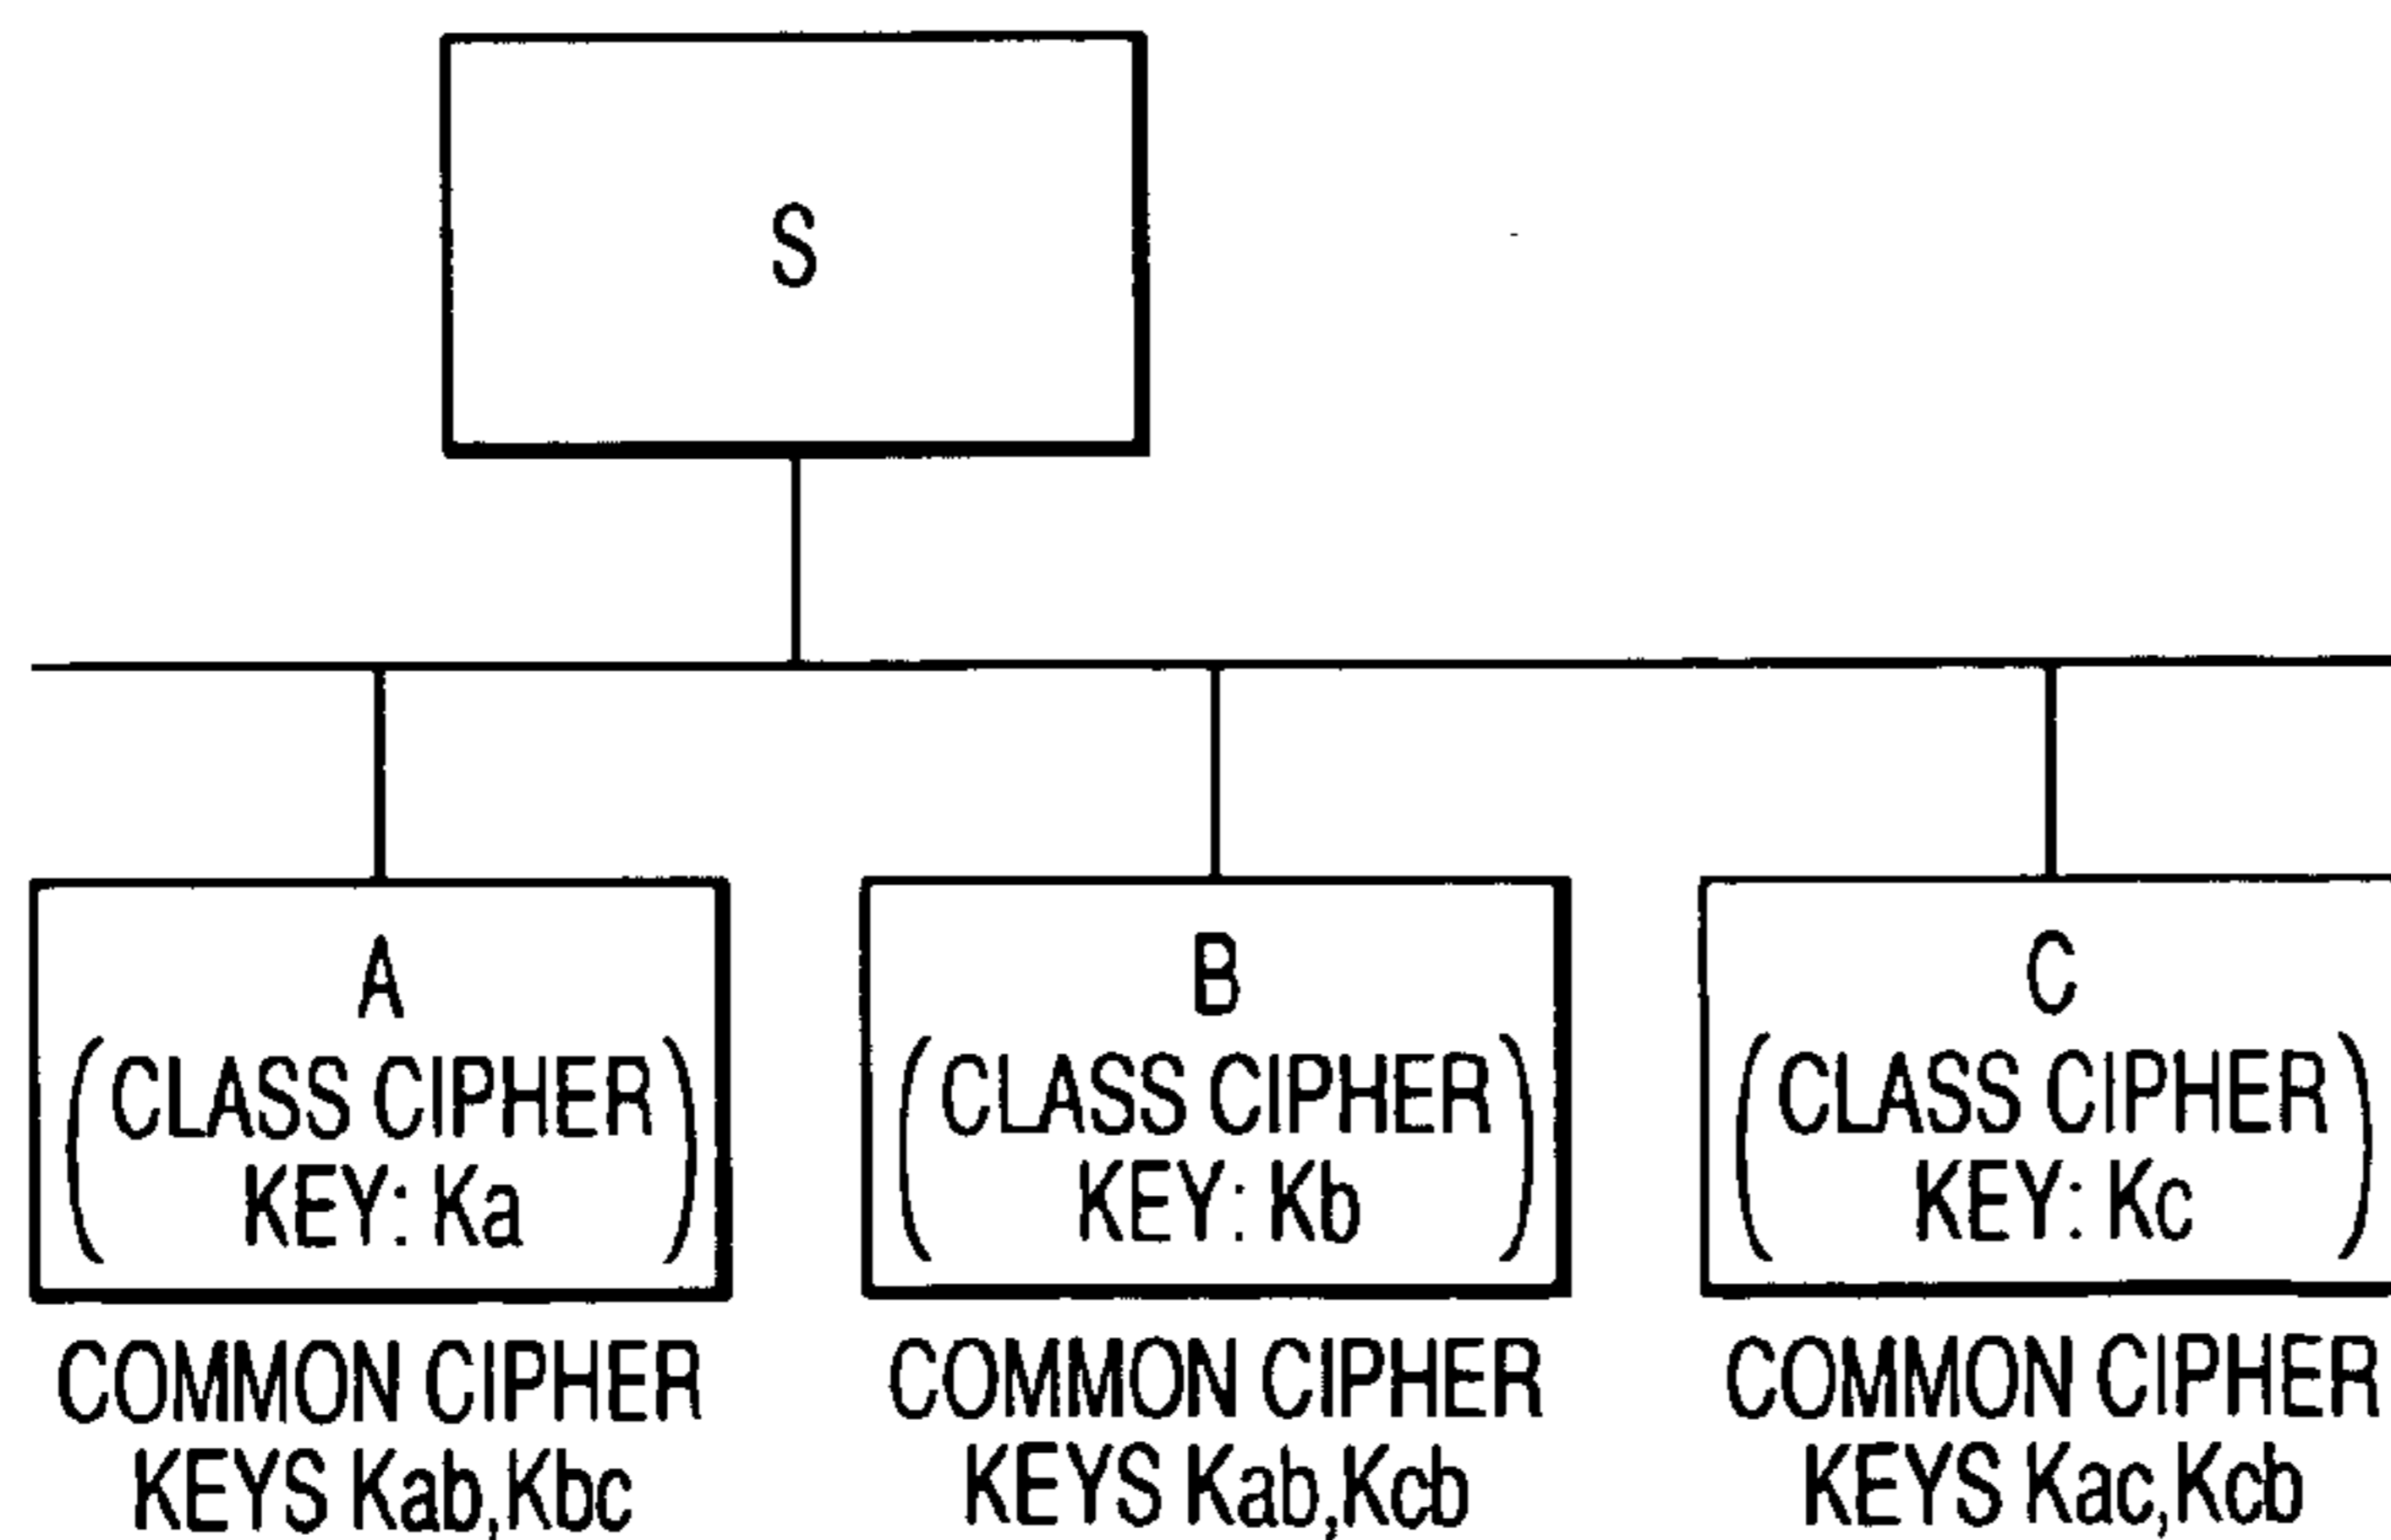 S
A
CLASS CIPHER
KEY: Ka
COMMON CIPHER
KEYS Kab,Kbc
B
CLASS CIPHER
KEY: Kb
COMMON CIPHER
KEYS Kab,Kcb
C
CLASS CIPHER
KEY: Kc
COMMON CIPHER
KEYS Kac,Kcb